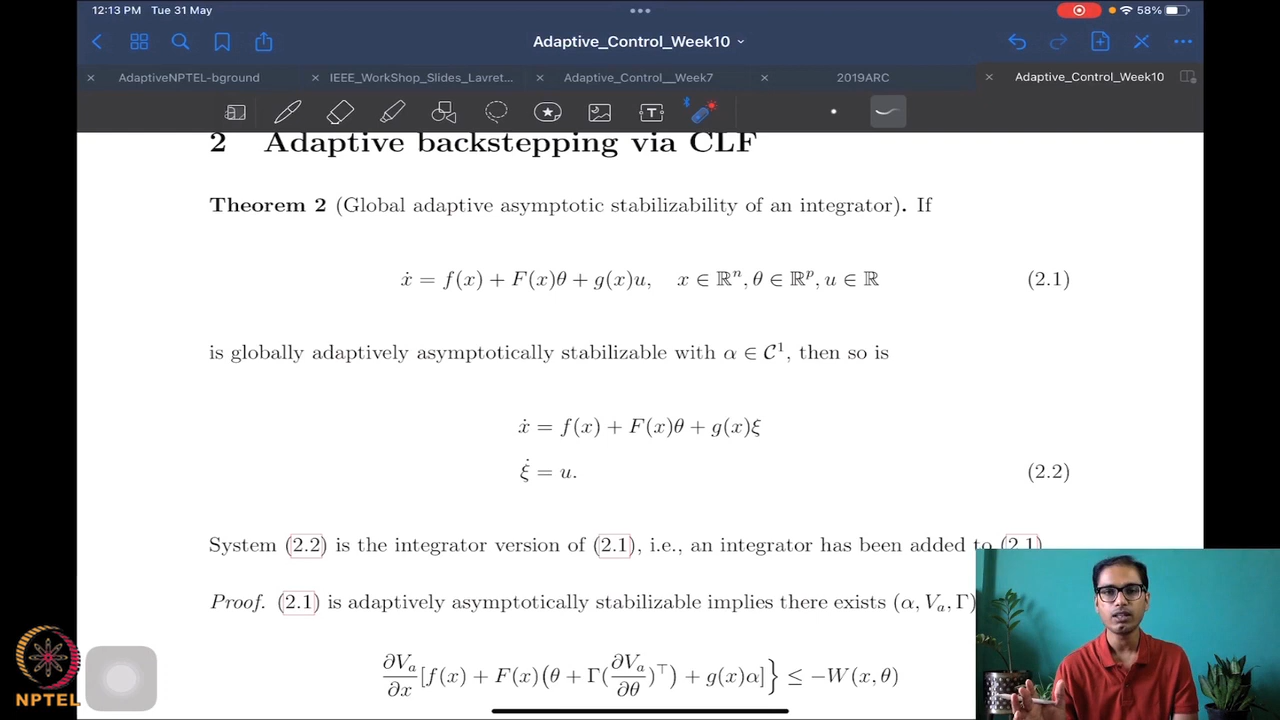 12:13 PM Tue 31 May
58%
Adaptive_Control_Week10
AdaptiveNPTEL-bground
IEEE_WorkShop_Slides_Lavret...
Adaptive_Control__Week7
2019ARC
Adaptive_Control_Week10
2 Adaptive backstepping via CLF
Theorem 2 (Global adaptive asymptotic stabilizability of an integrator). If
ẋ = f(x) + F(x)θ + g(x)u, x ∈ ℝⁿ, θ ∈ ℝᵖ, u ∈ ℝ (2.1)
is globally adaptively asymptotically stabilizable with α ∈ 𝒞¹, then so is
ẋ = f(x) + F(x)θ + g(x)ξ
ξ̇ = u. (2.2)
System (2.2) is the integrator version of (2.1), i.e., an integrator has been added to (2.1)
Proof. (2.1) is adaptively asymptotically stabilizable implies there exists (α, Vₐ, Γ)
∂Vₐ/∂x [f(x) + F(x)(θ + Γ(∂Vₐ/∂θ)⊤) + g(x)α]} ≤ −W(x, θ)
NPTEL